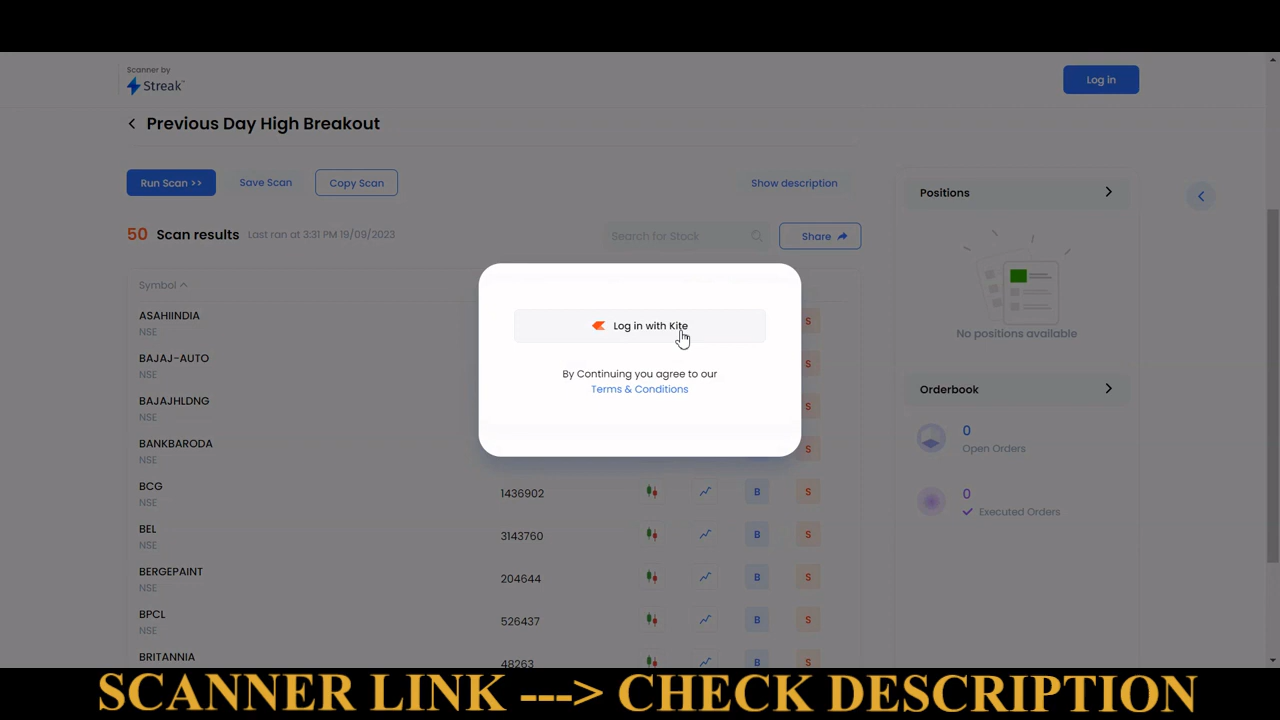 Scanner by
Streak™
Log in
Previous Day High Breakout
Run Scan >>
Save Scan
Copy Scan
Show description
50 Scan results Last ran at 3:31 PM 19/09/2023
Search for Stock
Share
Symbol
ASAHIINDIA
NSE
S
BAJAJ-AUTO
NSE
S
BAJAJHLDNG
NSE
S
BANKBARODA
NSE
S
BCG
NSE
1436902
B
S
BEL
NSE
3143760
B
S
BERGEPAINT
NSE
204644
B
S
BPCL
NSE
526437
B
S
BRITANNIA
48263
B
S
Log in with Kite
By Continuing you agree to our
Terms & Conditions
Positions
No positions available
Orderbook
0
Open Orders
0
Executed Orders
SCANNER LINK ---> CHECK DESCRIPTION